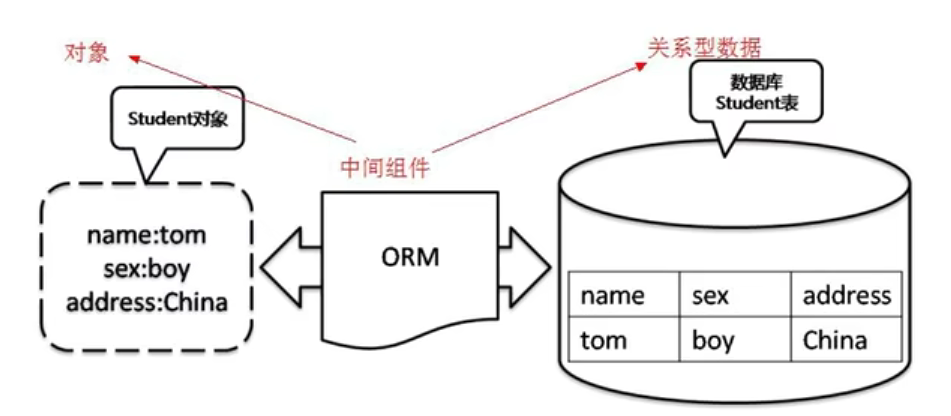 对象
关系型数据
Student对象
数据库
Student表
中间组件
name:tom
sex:boy
address:China
ORM
name sex address
tom boy China